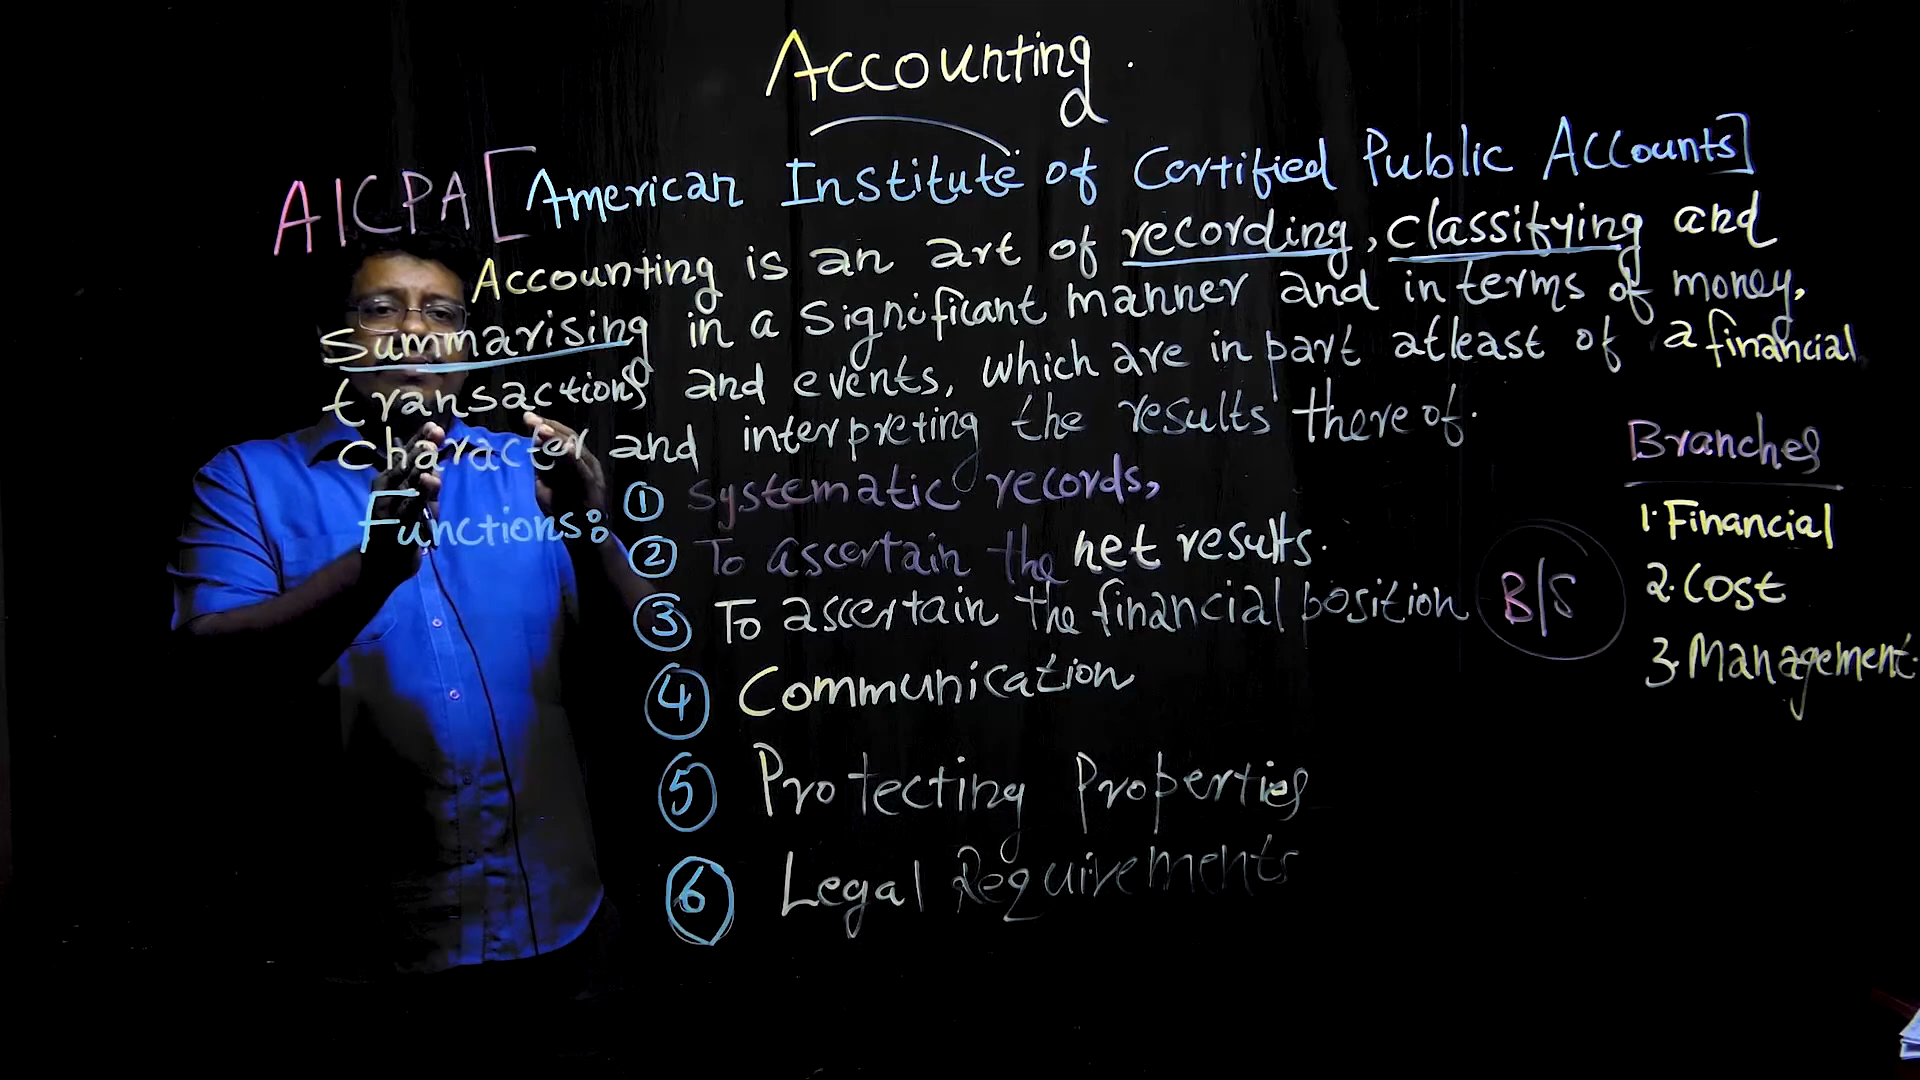 Accounting.
AICPA [American Institute of Certified Public Accounts]
Accounting is an art of recording, classifying and
summarising in a significant manner and in terms of money,
transactions and events, which are in part atleast of a financial
character and interpreting the results there of.
Functions: ① Systematic records,
② To ascertain the net results.
③ To ascertain the financial position B/S
④ Communication
⑤ Protecting Properties
⑥ Legal Requirements
Branches
1. Financial
2. Cost
3. Management.